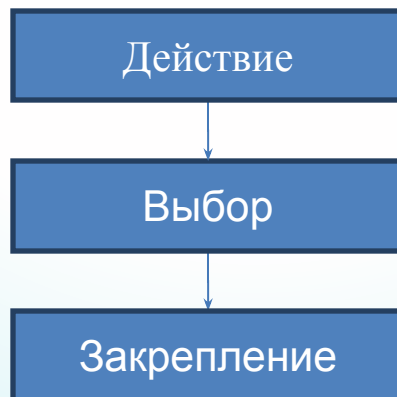 Действие
Выбор
Закрепление